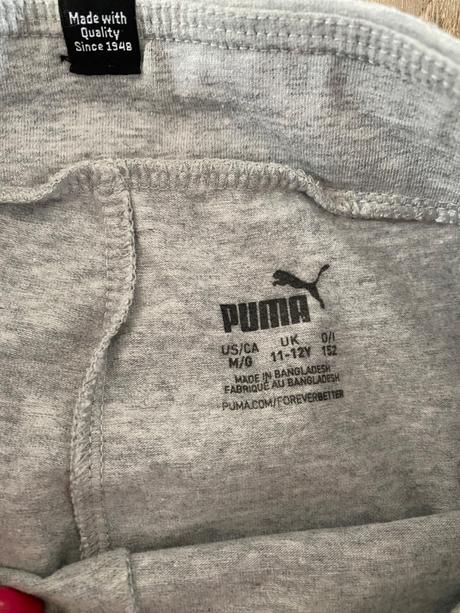 Made with
Quality
Since 1948
PUMA
US/CA UK D/I
M/G 11-12Y 152
MADE IN BANGLADESH
FABRIQUÉ AU BANGLADESH
PUMA.COM/FOREVERBETTER